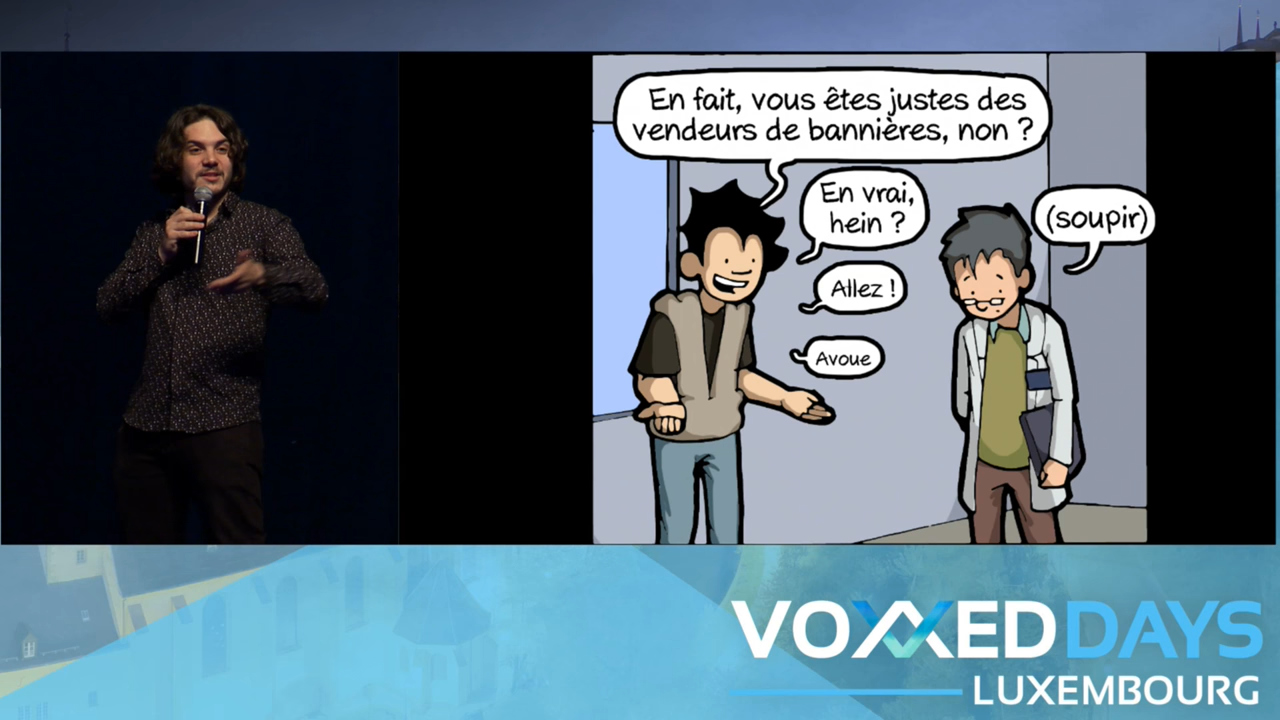 En fait, vous êtes justes des
vendeurs de bannières, non ?
En vrai,
hein ?
(soupir)
Allez !
Avoue
VOXXED DAYS
LUXEMBOURG